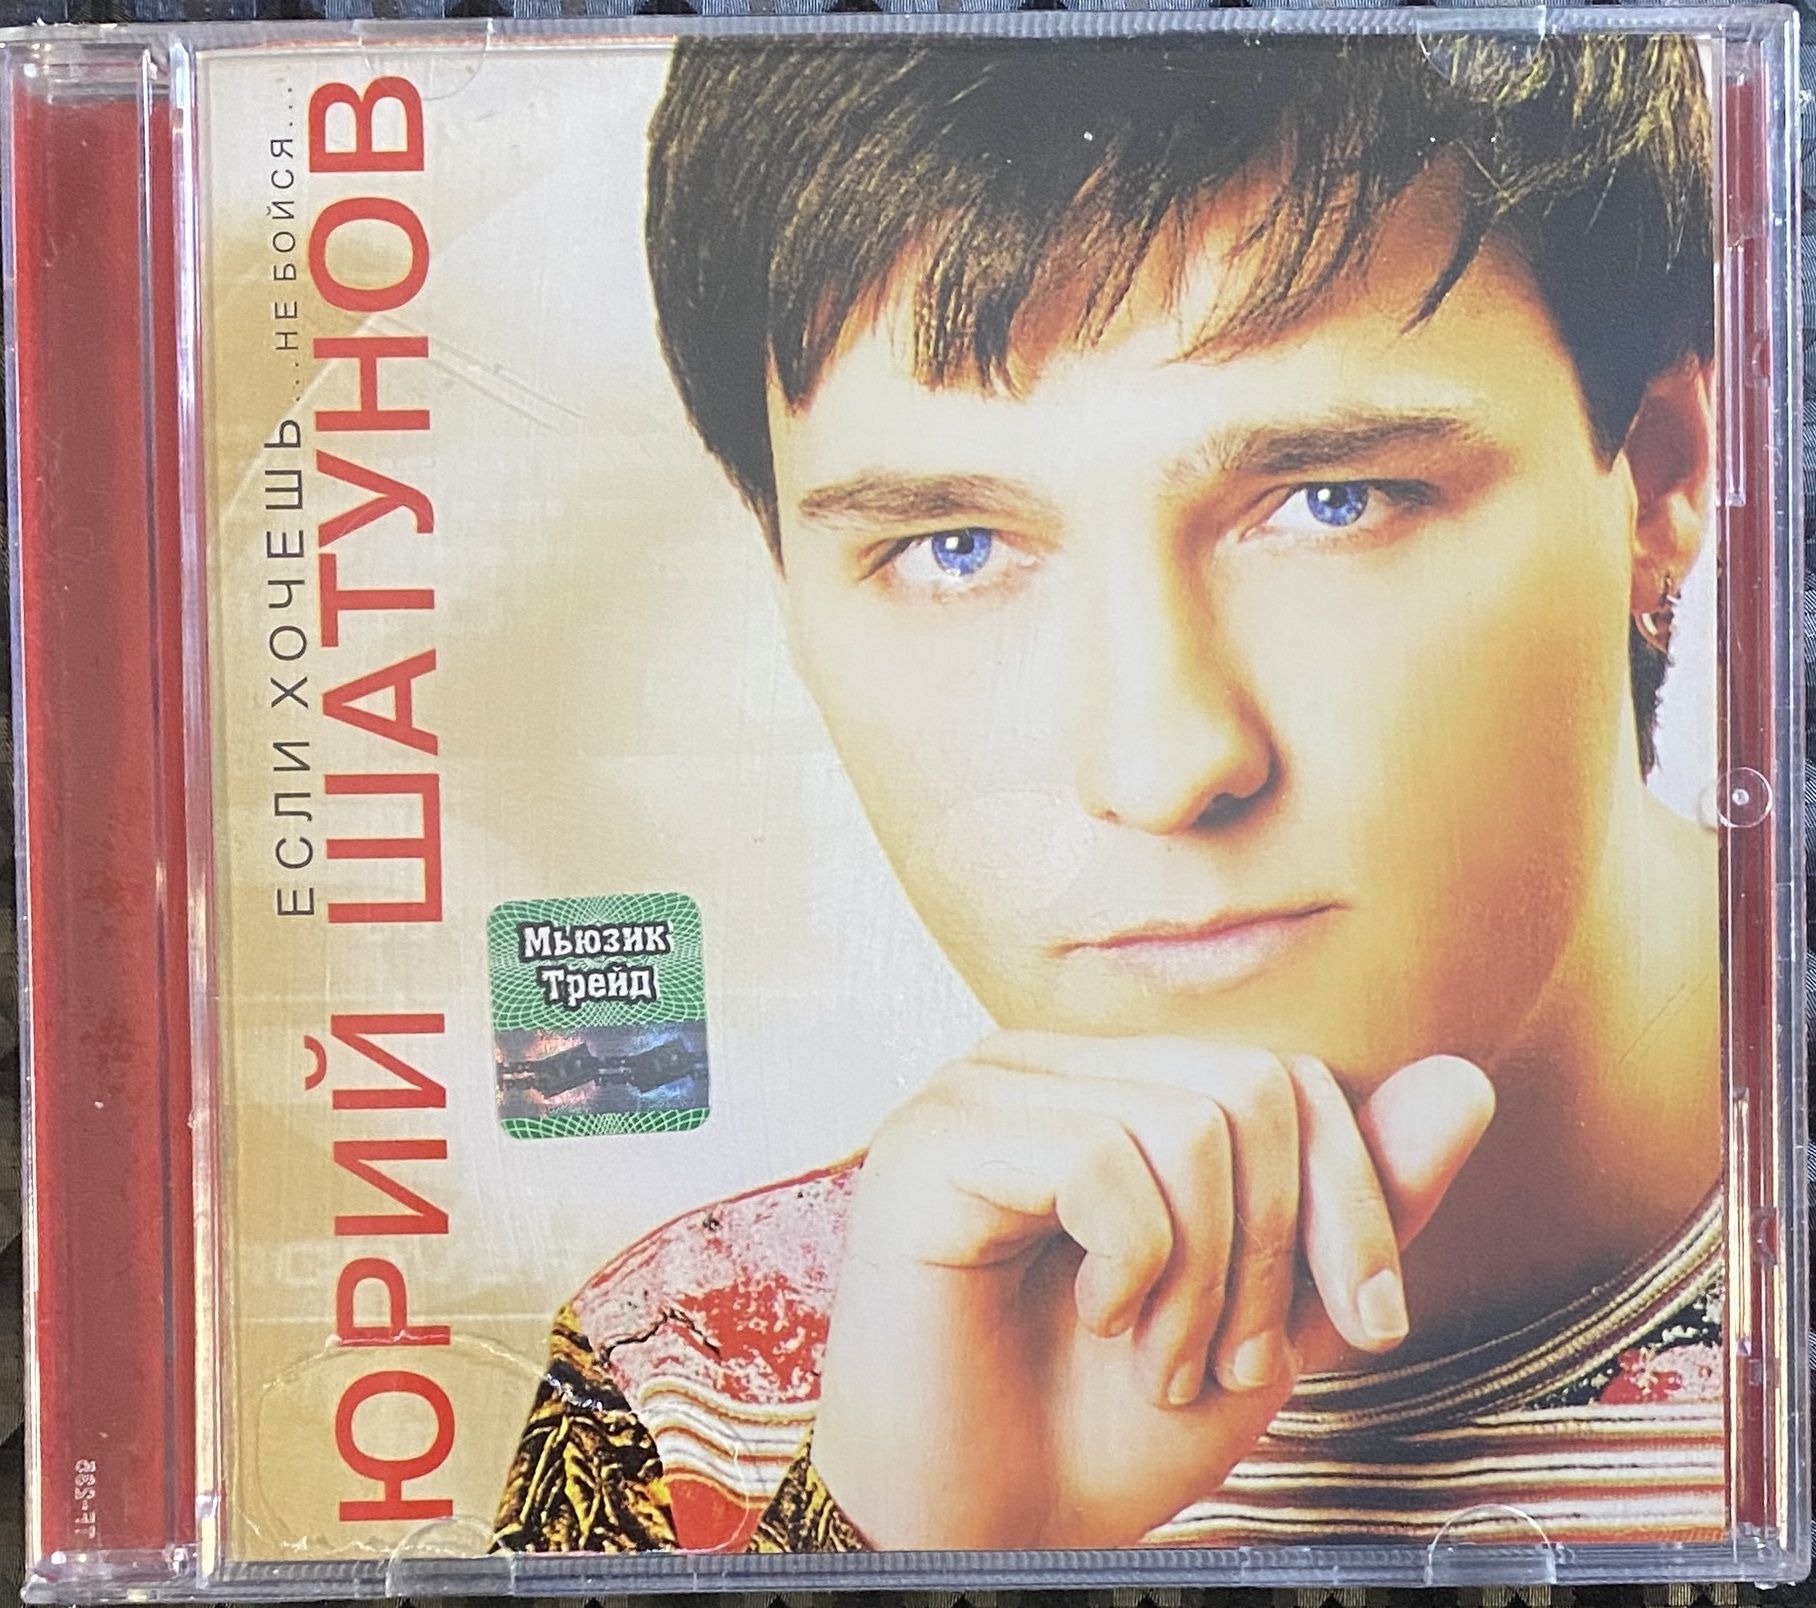 ЕСЛИ ХОЧЕШЬ...НЕ БОЙСЯ...
ЮРИЙ ШАТУНОВ
Мьюзик
Трейд